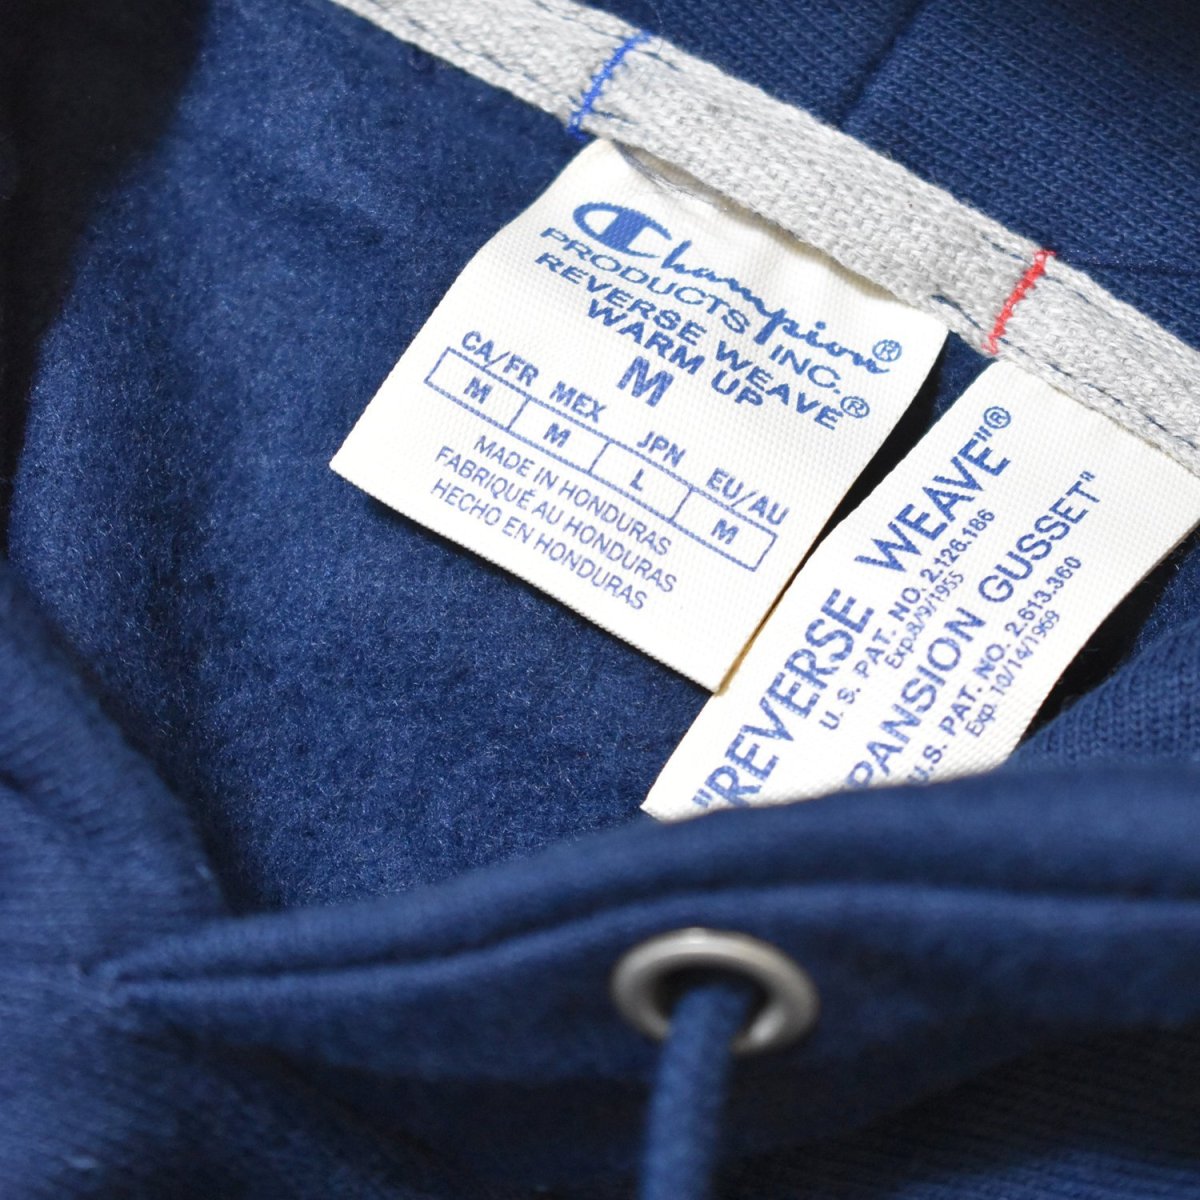 Champion®
PRODUCTS INC.
REVERSE WEAVE®
WARM UP
M
CA/FR MEX JPN EU/AU
M M L M
MADE IN HONDURAS
FABRIQUÉ AU HONDURAS
HECHO EN HONDURAS
"REVERSE WEAVE"®
U. S. PAT. NO. 2.126.186
Exp.8/9/1955
PANSION GUSSET"
U.S. PAT. NO. 2.613.360
Exp. 10/14/1969